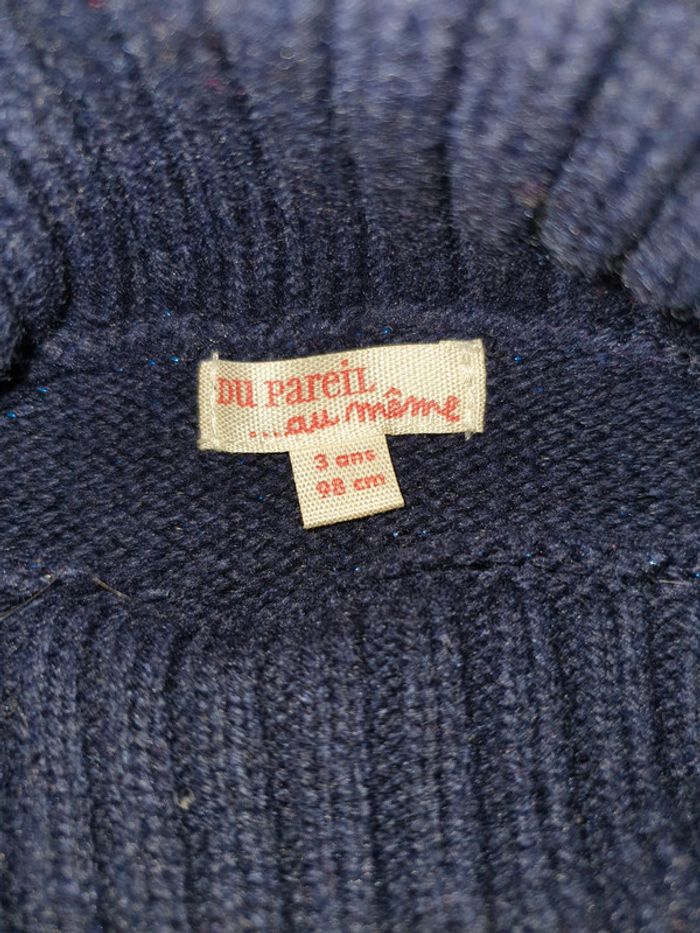 DU PareiL
...au même
3 ans
98 cm